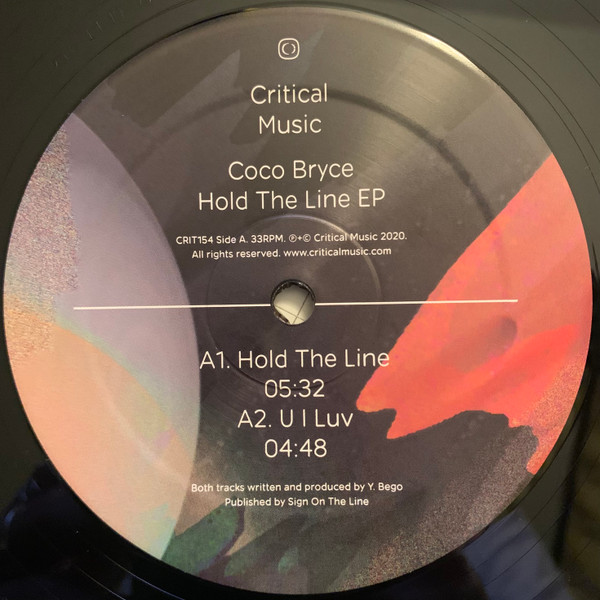 Critical
Music
Coco Bryce
Hold The Line EP
CRIT154 Side A. 33RPM. ℗+© Critical Music 2020.
All rights reserved. www.criticalmusic.com
A1. Hold The Line
05:32
A2. U I Luv
04:48
Both tracks written and produced by Y. Bego
Published by Sign On The Line